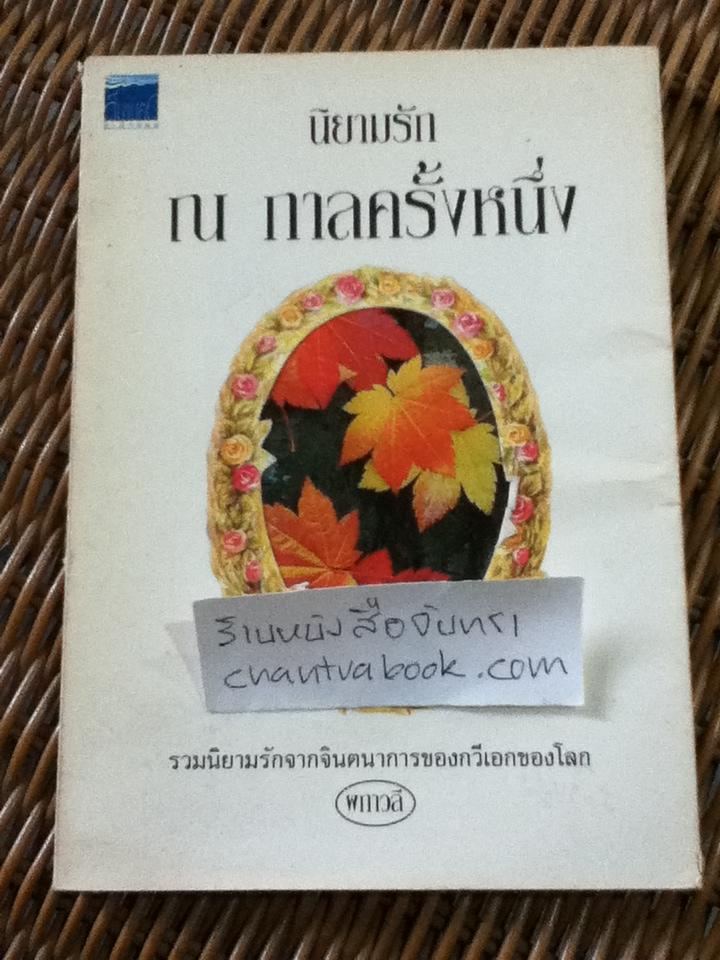 นิยามรัก
ณ กาลครั้งหนึ่ง
ร้านหนังสือจันทรา
chantrabook.com
รวมนิยามรักจากจินตนาการของกวีเอกของโลก
พกาวลี